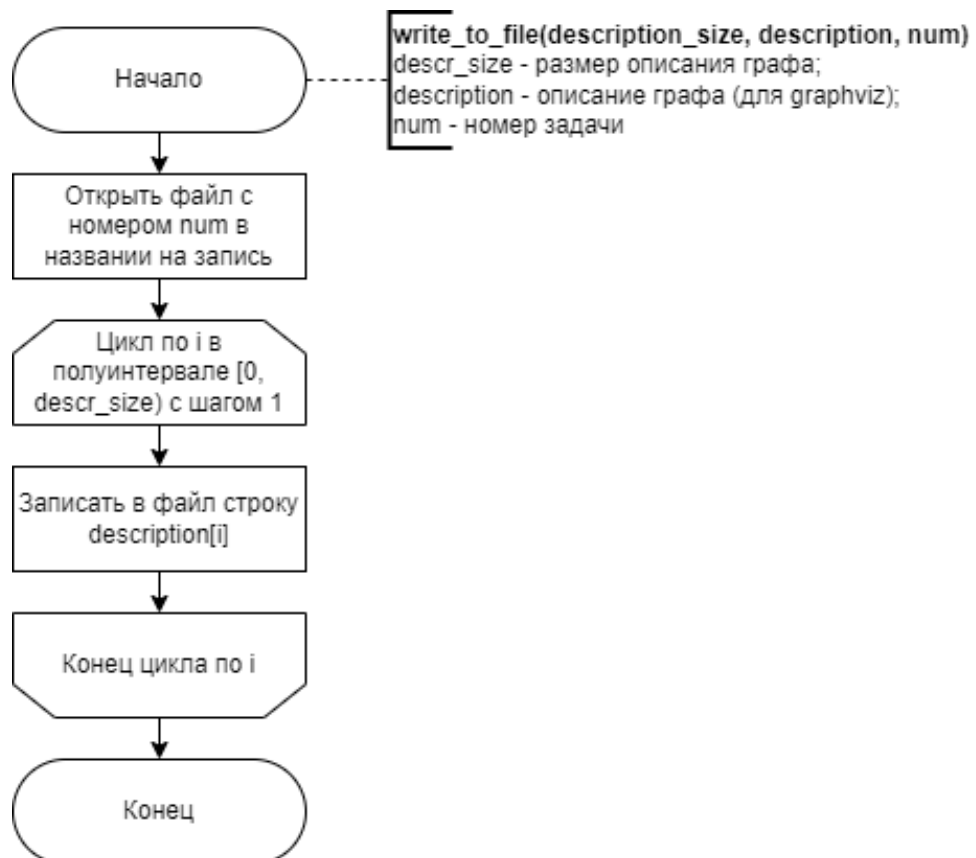 Начало
write_to_file(description_size, description, num)
descr_size - размер описания графа;
description - описание графа (для graphviz);
num - номер задачи
Открыть файл с
номером num в
названии на запись
Цикл по i в
полуинтервале [0,
descr_size) с шагом 1
Записать в файл строку
description[i]
Конец цикла по i
Конец